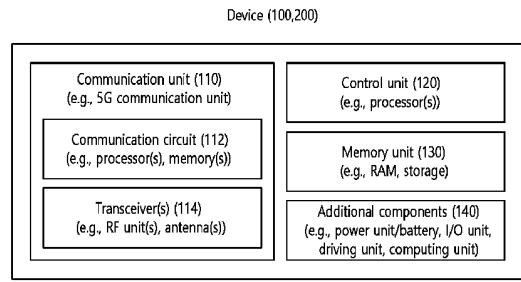 Device (100,200)
Communication unit (110)
(e.g., 5G communication unit)
Communication circuit (112)
(e.g., processor(s), memory(s))
Transceiver(s) (114)
(e.g., RF unit(s), antenna(s))
Control unit (120)
(e.g., processor(s))
Memory unit (130)
(e.g., RAM, storage)
Additional components (140)
(e.g., power unit/battery, I/O unit,
driving unit, computing unit)